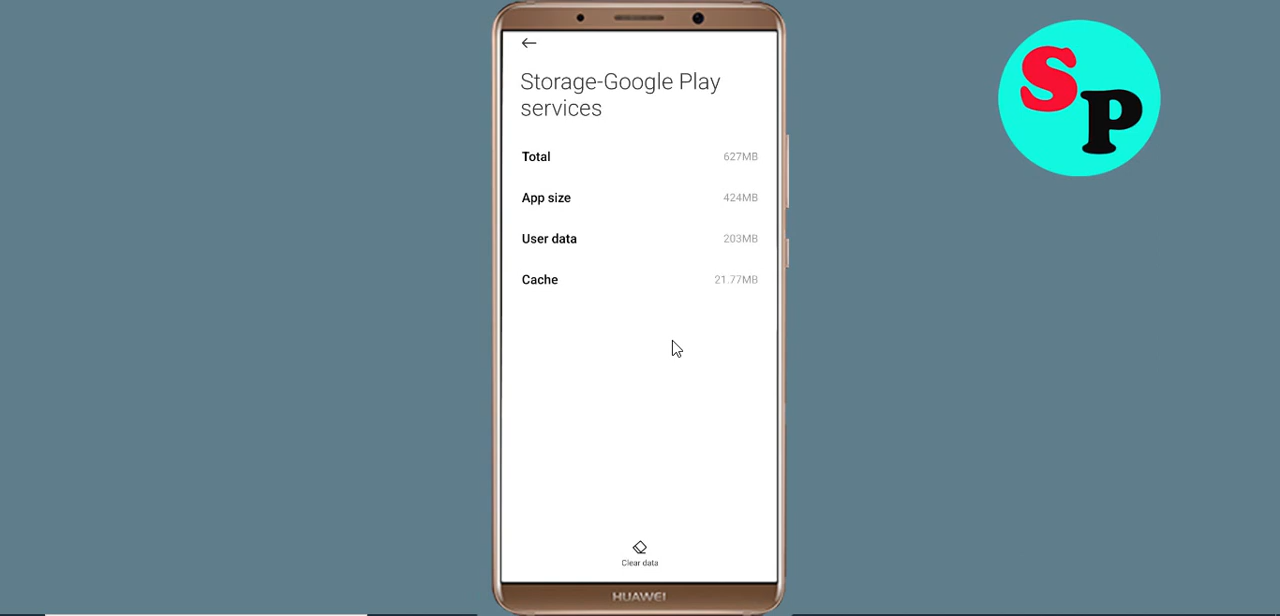 Storage-Google Play
services
Total 627MB
App size 424MB
User data 203MB
Cache 21.77MB
Clear data
HUAWEI
SP